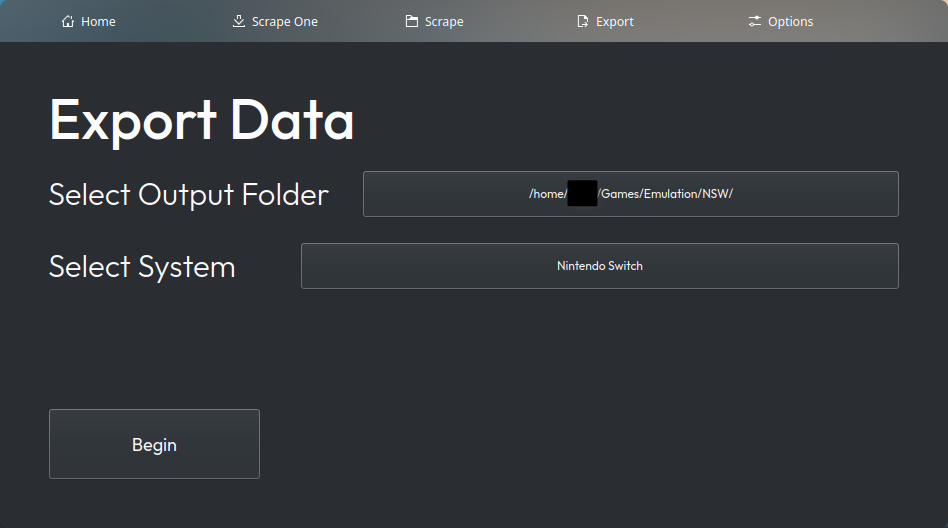 Home Scrape One Scrape Export Options
Export Data
Select Output Folder /home/ /Games/Emulation/NSW/
Select System Nintendo Switch
Begin